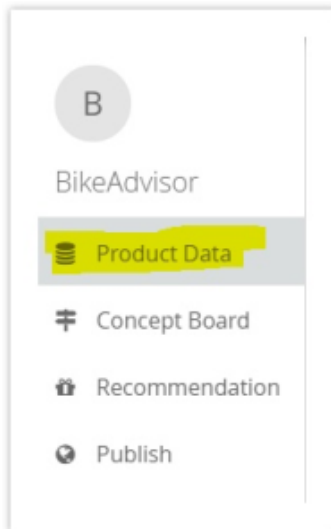 B
BikeAdvisor
Product Data
Concept Board
Recommendation
Publish